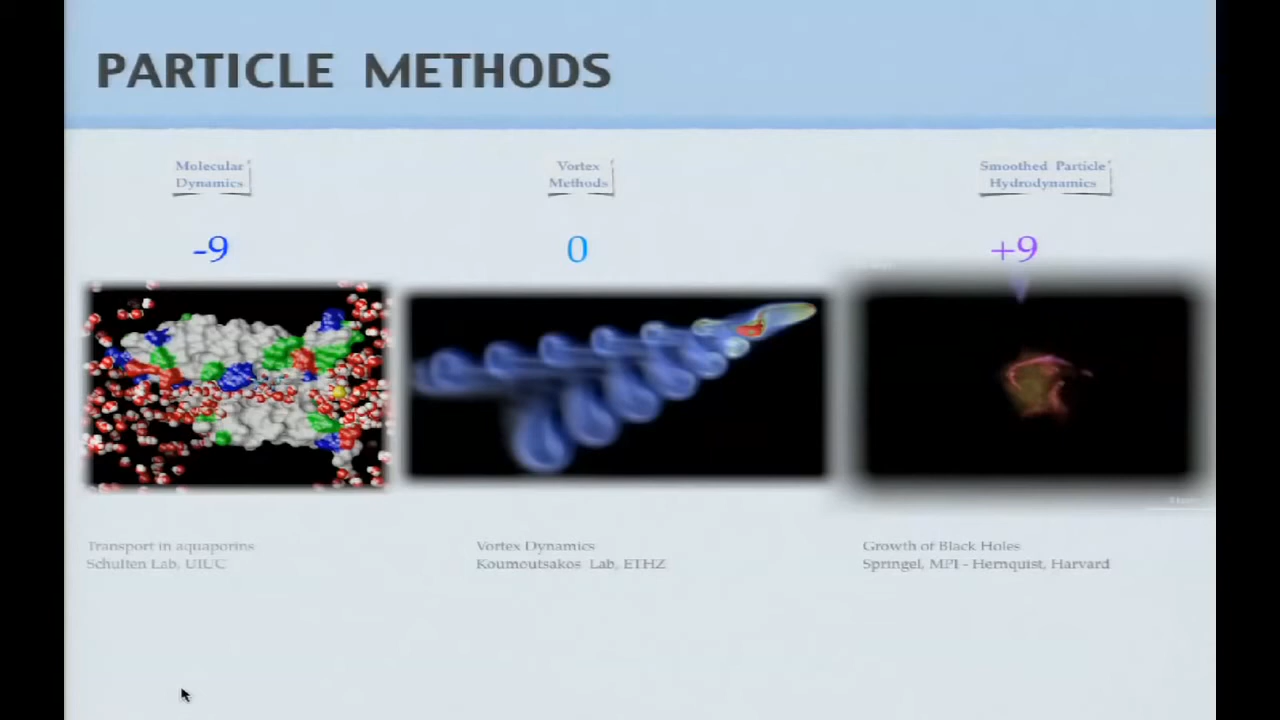 PARTICLE METHODS
Molecular
Dynamics
Vortex
Methods
Smoothed Particle
Hydrodynamics
-9
0
+9
Transport in aquaporins
Schulten Lab, UIUC
Vortex Dynamics
Koumoutsakos Lab, ETHZ
Growth of Black Holes
Springel, MPI - Hernquist, Harvard